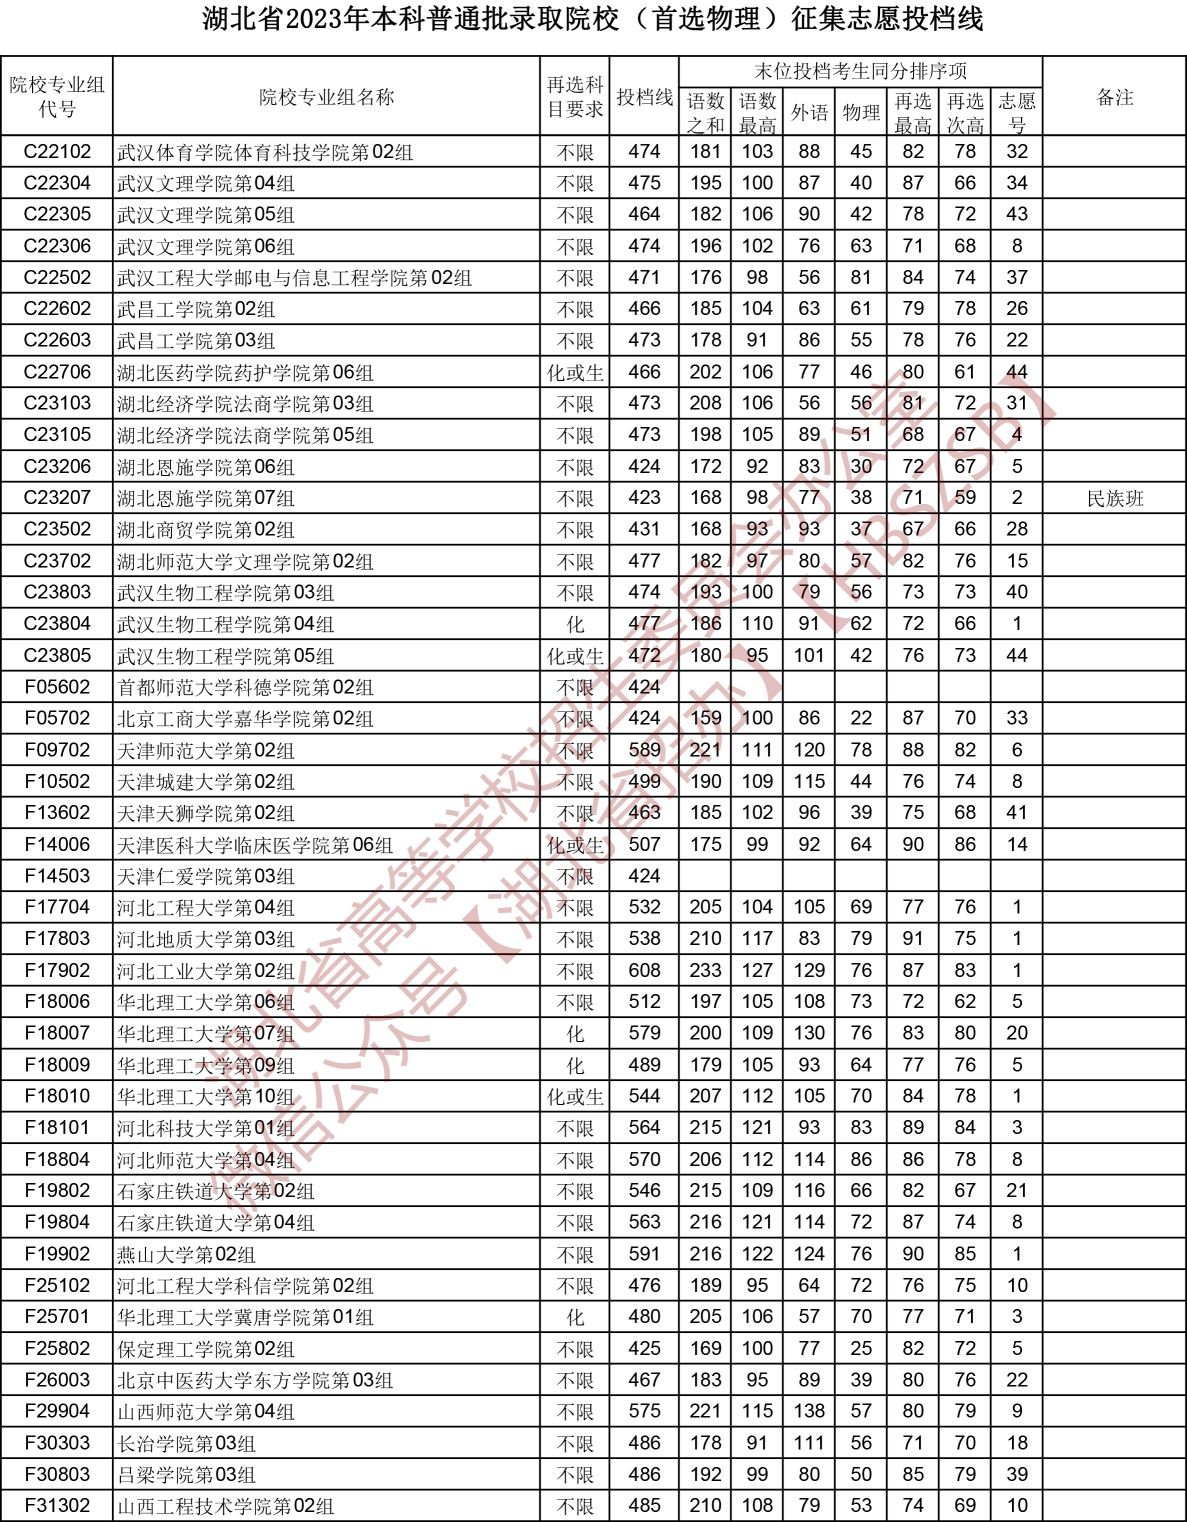 湖北省2023年本科普通批录取院校（首选物理）征集志愿投档线
院校专业组代号 院校专业组名称 再选科目要求 投档线 末位投档考生同分排序项 备注
语数之和 语数最高 外语 物理 再选最高 再选次高 志愿号
C22102 武汉体育学院体育科技学院第02组 不限 474 181 103 88 45 82 78 32
C22304 武汉文理学院第04组 不限 475 195 100 87 40 87 66 34
C22305 武汉文理学院第05组 不限 464 182 106 90 42 78 72 43
C22306 武汉文理学院第06组 不限 474 196 102 76 63 71 68 8
C22502 武汉工程大学邮电与信息工程学院第02组 不限 471 176 98 56 81 84 74 37
C22602 武昌工学院第02组 不限 466 185 104 63 61 79 78 26
C22603 武昌工学院第03组 不限 473 178 91 86 55 78 76 22
C22706 湖北医药学院药护学院第06组 化或生 466 202 106 77 46 80 61 44
C23103 湖北经济学院法商学院第03组 不限 473 208 106 56 56 81 72 31
C23105 湖北经济学院法商学院第05组 不限 473 198 105 89 51 68 67 4
C23206 湖北恩施学院第06组 不限 424 172 92 83 30 72 67 5
C23207 湖北恩施学院第07组 不限 423 168 98 77 38 71 59 2 民族班
C23502 湖北商贸学院第02组 不限 431 168 93 93 37 67 66 28
C23702 湖北师范大学文理学院第02组 不限 477 182 97 80 57 82 76 15
C23803 武汉生物工程学院第03组 不限 474 193 100 79 56 73 73 40
C23804 武汉生物工程学院第04组 化 477 186 110 91 62 72 66 1
C23805 武汉生物工程学院第05组 化或生 472 180 95 101 42 76 73 44
F05602 首都师范大学科德学院第02组 不限 424
F05702 北京工商大学嘉华学院第02组 不限 424 159 100 86 22 87 70 33
F09702 天津师范大学第02组 不限 589 221 111 120 78 88 82 6
F10502 天津城建大学第02组 不限 499 190 109 115 44 76 74 8
F13602 天津天狮学院第02组 不限 463 185 102 96 39 75 68 41
F14006 天津医科大学临床医学院第06组 化或生 507 175 99 92 64 90 86 14
F14503 天津仁爱学院第03组 不限 424
F17704 河北工程大学第04组 不限 532 205 104 105 69 77 76 1
F17803 河北地质大学第03组 不限 538 210 117 83 79 91 75 1
F17902 河北工业大学第02组 不限 608 233 127 129 76 87 83 1
F18006 华北理工大学第06组 不限 512 197 105 108 73 72 62 5
F18007 华北理工大学第07组 化 579 200 109 130 76 83 80 20
F18009 华北理工大学第09组 化 489 179 105 93 64 77 76 5
F18010 华北理工大学第10组 化或生 544 207 112 105 70 84 78 1
F18101 河北科技大学第01组 不限 564 215 121 93 83 89 84 3
F18804 河北师范大学第04组 不限 570 206 112 114 86 86 78 8
F19802 石家庄铁道大学第02组 不限 546 215 109 116 66 82 67 21
F19804 石家庄铁道大学第04组 不限 563 216 121 114 72 87 74 8
F19902 燕山大学第02组 不限 591 216 122 124 76 90 85 1
F25102 河北工程大学科信学院第02组 不限 476 189 95 64 72 76 75 10
F25701 华北理工大学冀唐学院第01组 化 480 205 106 57 70 77 71 3
F25802 保定理工学院第02组 不限 425 169 100 77 25 82 72 5
F26003 北京中医药大学东方学院第03组 不限 467 183 95 89 39 80 76 22
F29904 山西师范大学第04组 不限 575 221 115 138 57 80 79 9
F30303 长治学院第03组 不限 486 178 91 111 56 71 70 18
F30803 吕梁学院第03组 不限 486 192 99 80 50 85 79 39
F31302 山西工程技术学院第02组 不限 485 210 108 79 53 74 69 10
湖北省高等学校招生委员会办公室
微信公众号【湖北省招办】【HBSZSB】